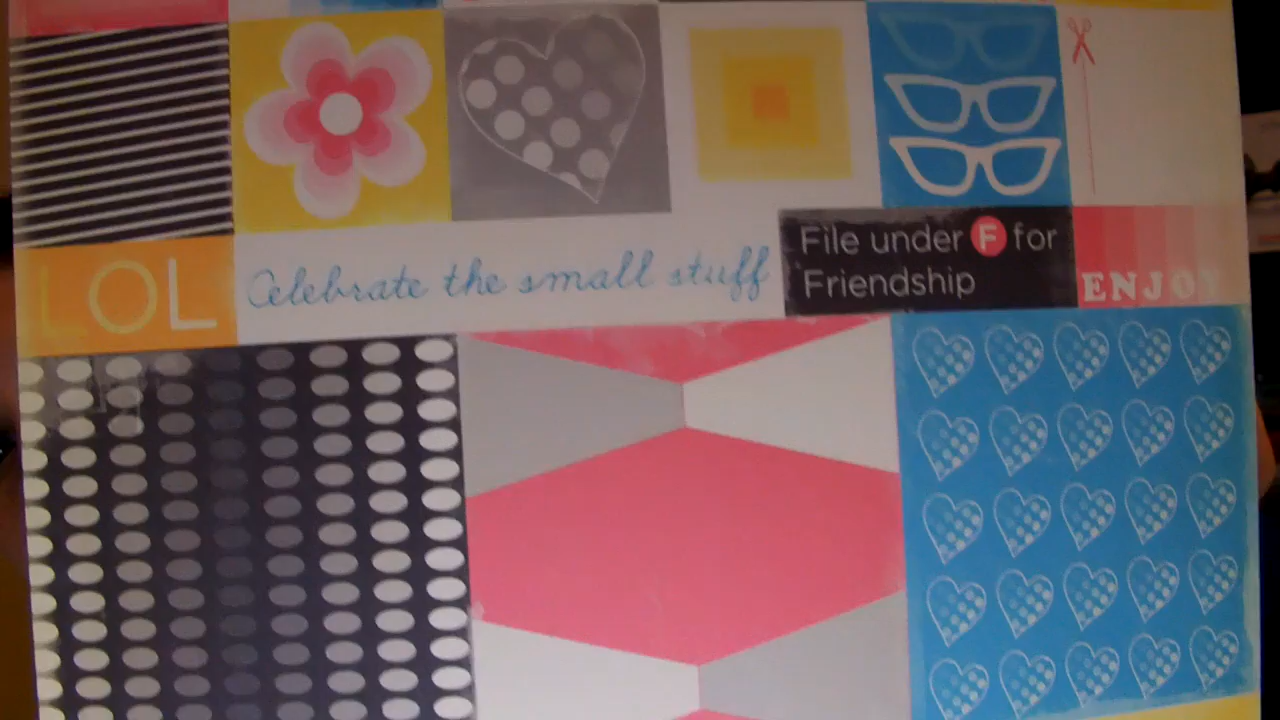 LOL
Celebrate the small stuff
File under F for
Friendship
ENJOY